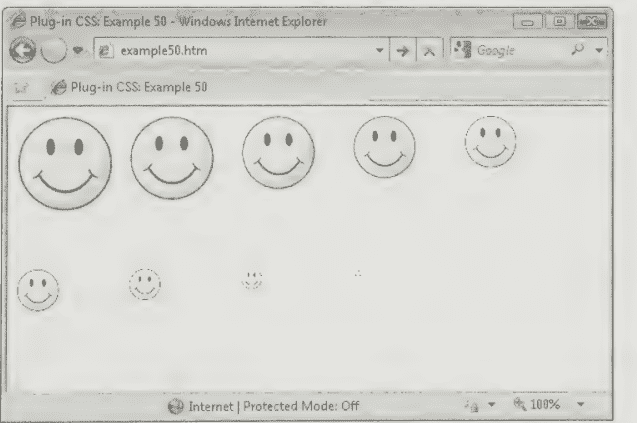 Plug-in CSS: Example 50 - Windows Internet Explorer
example50.htm
Google
Plug-in CSS: Example 50
Internet | Protected Mode: Off
100%